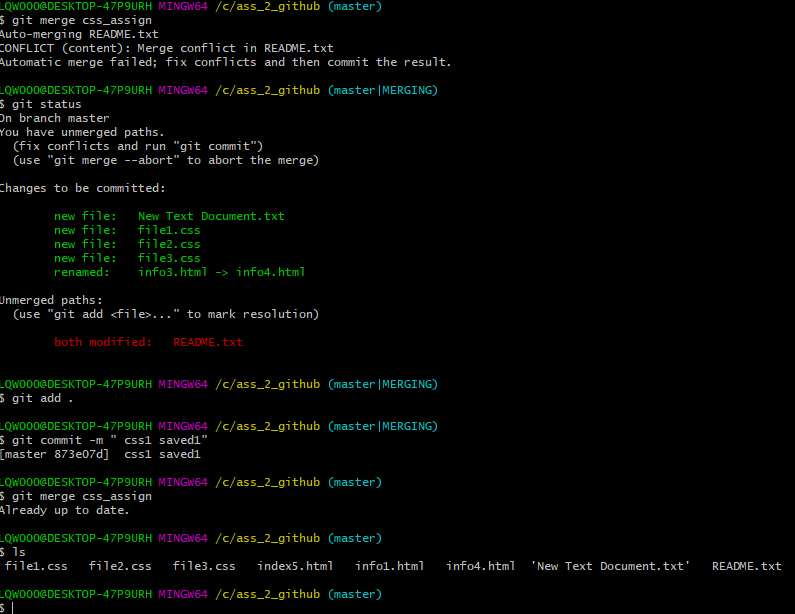 LQWOOO@DESKTOP-47P9URH MINGW64 /c/ass_2_github (master)
$ git merge css_assign
Auto-merging README.txt
CONFLICT (content): Merge conflict in README.txt
Automatic merge failed; fix conflicts and then commit the result.
LQWOOO@DESKTOP-47P9URH MINGW64 /c/ass_2_github (master|MERGING)
$ git status
On branch master
You have unmerged paths.
  (fix conflicts and run "git commit")
  (use "git merge --abort" to abort the merge)
Changes to be committed:
        new file:   New Text Document.txt
        new file:   file1.css
        new file:   file2.css
        new file:   file3.css
        renamed:    info3.html -> info4.html
Unmerged paths:
  (use "git add <file>..." to mark resolution)
        both modified:   README.txt
LQWOOO@DESKTOP-47P9URH MINGW64 /c/ass_2_github (master|MERGING)
$ git add .
LQWOOO@DESKTOP-47P9URH MINGW64 /c/ass_2_github (master|MERGING)
$ git commit -m " css1 saved1"
[master 873e07d]  css1 saved1
LQWOOO@DESKTOP-47P9URH MINGW64 /c/ass_2_github (master)
$ git merge css_assign
Already up to date.
LQWOOO@DESKTOP-47P9URH MINGW64 /c/ass_2_github (master)
$ ls
 file1.css   file2.css   file3.css   index5.html   info1.html   info4.html  'New Text Document.txt'   README.txt
LQWOOO@DESKTOP-47P9URH MINGW64 /c/ass_2_github (master)
$